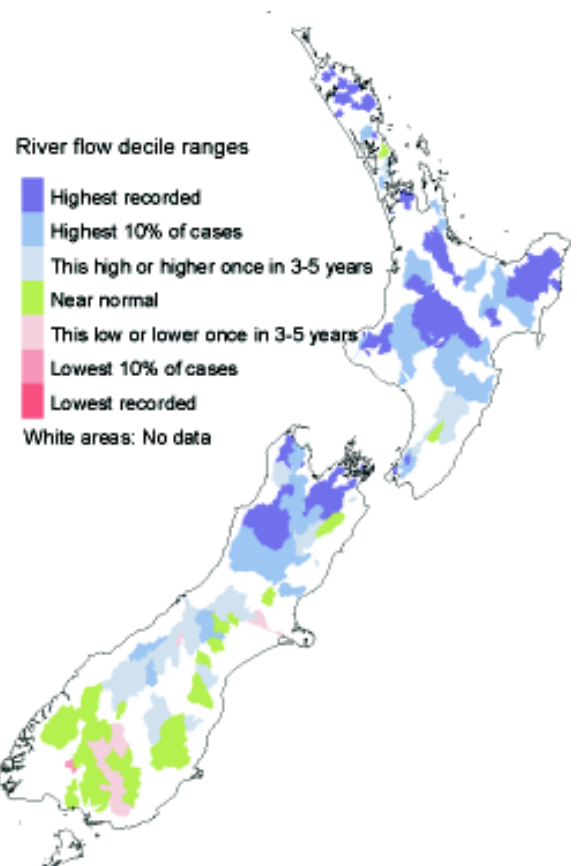 River flow decile ranges
Highest recorded
Highest 10% of cases
This high or higher once in 3-5 years
Near normal
This low or lower once in 3-5 years
Lowest 10% of cases
Lowest recorded
White areas: No data